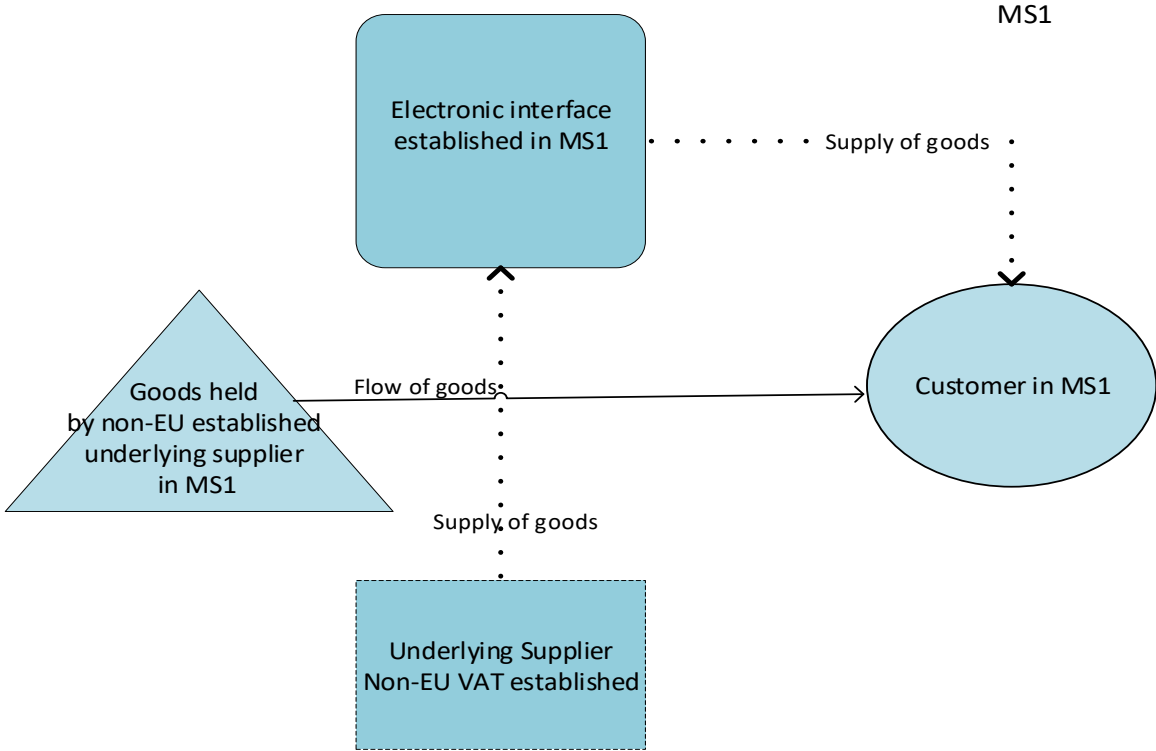 MS1
Electronic interface
established in MS1
Supply of goods
Goods held
by non-EU established
underlying supplier
in MS1
Flow of goods
Customer in MS1
Supply of goods
Underlying Supplier
Non-EU VAT established